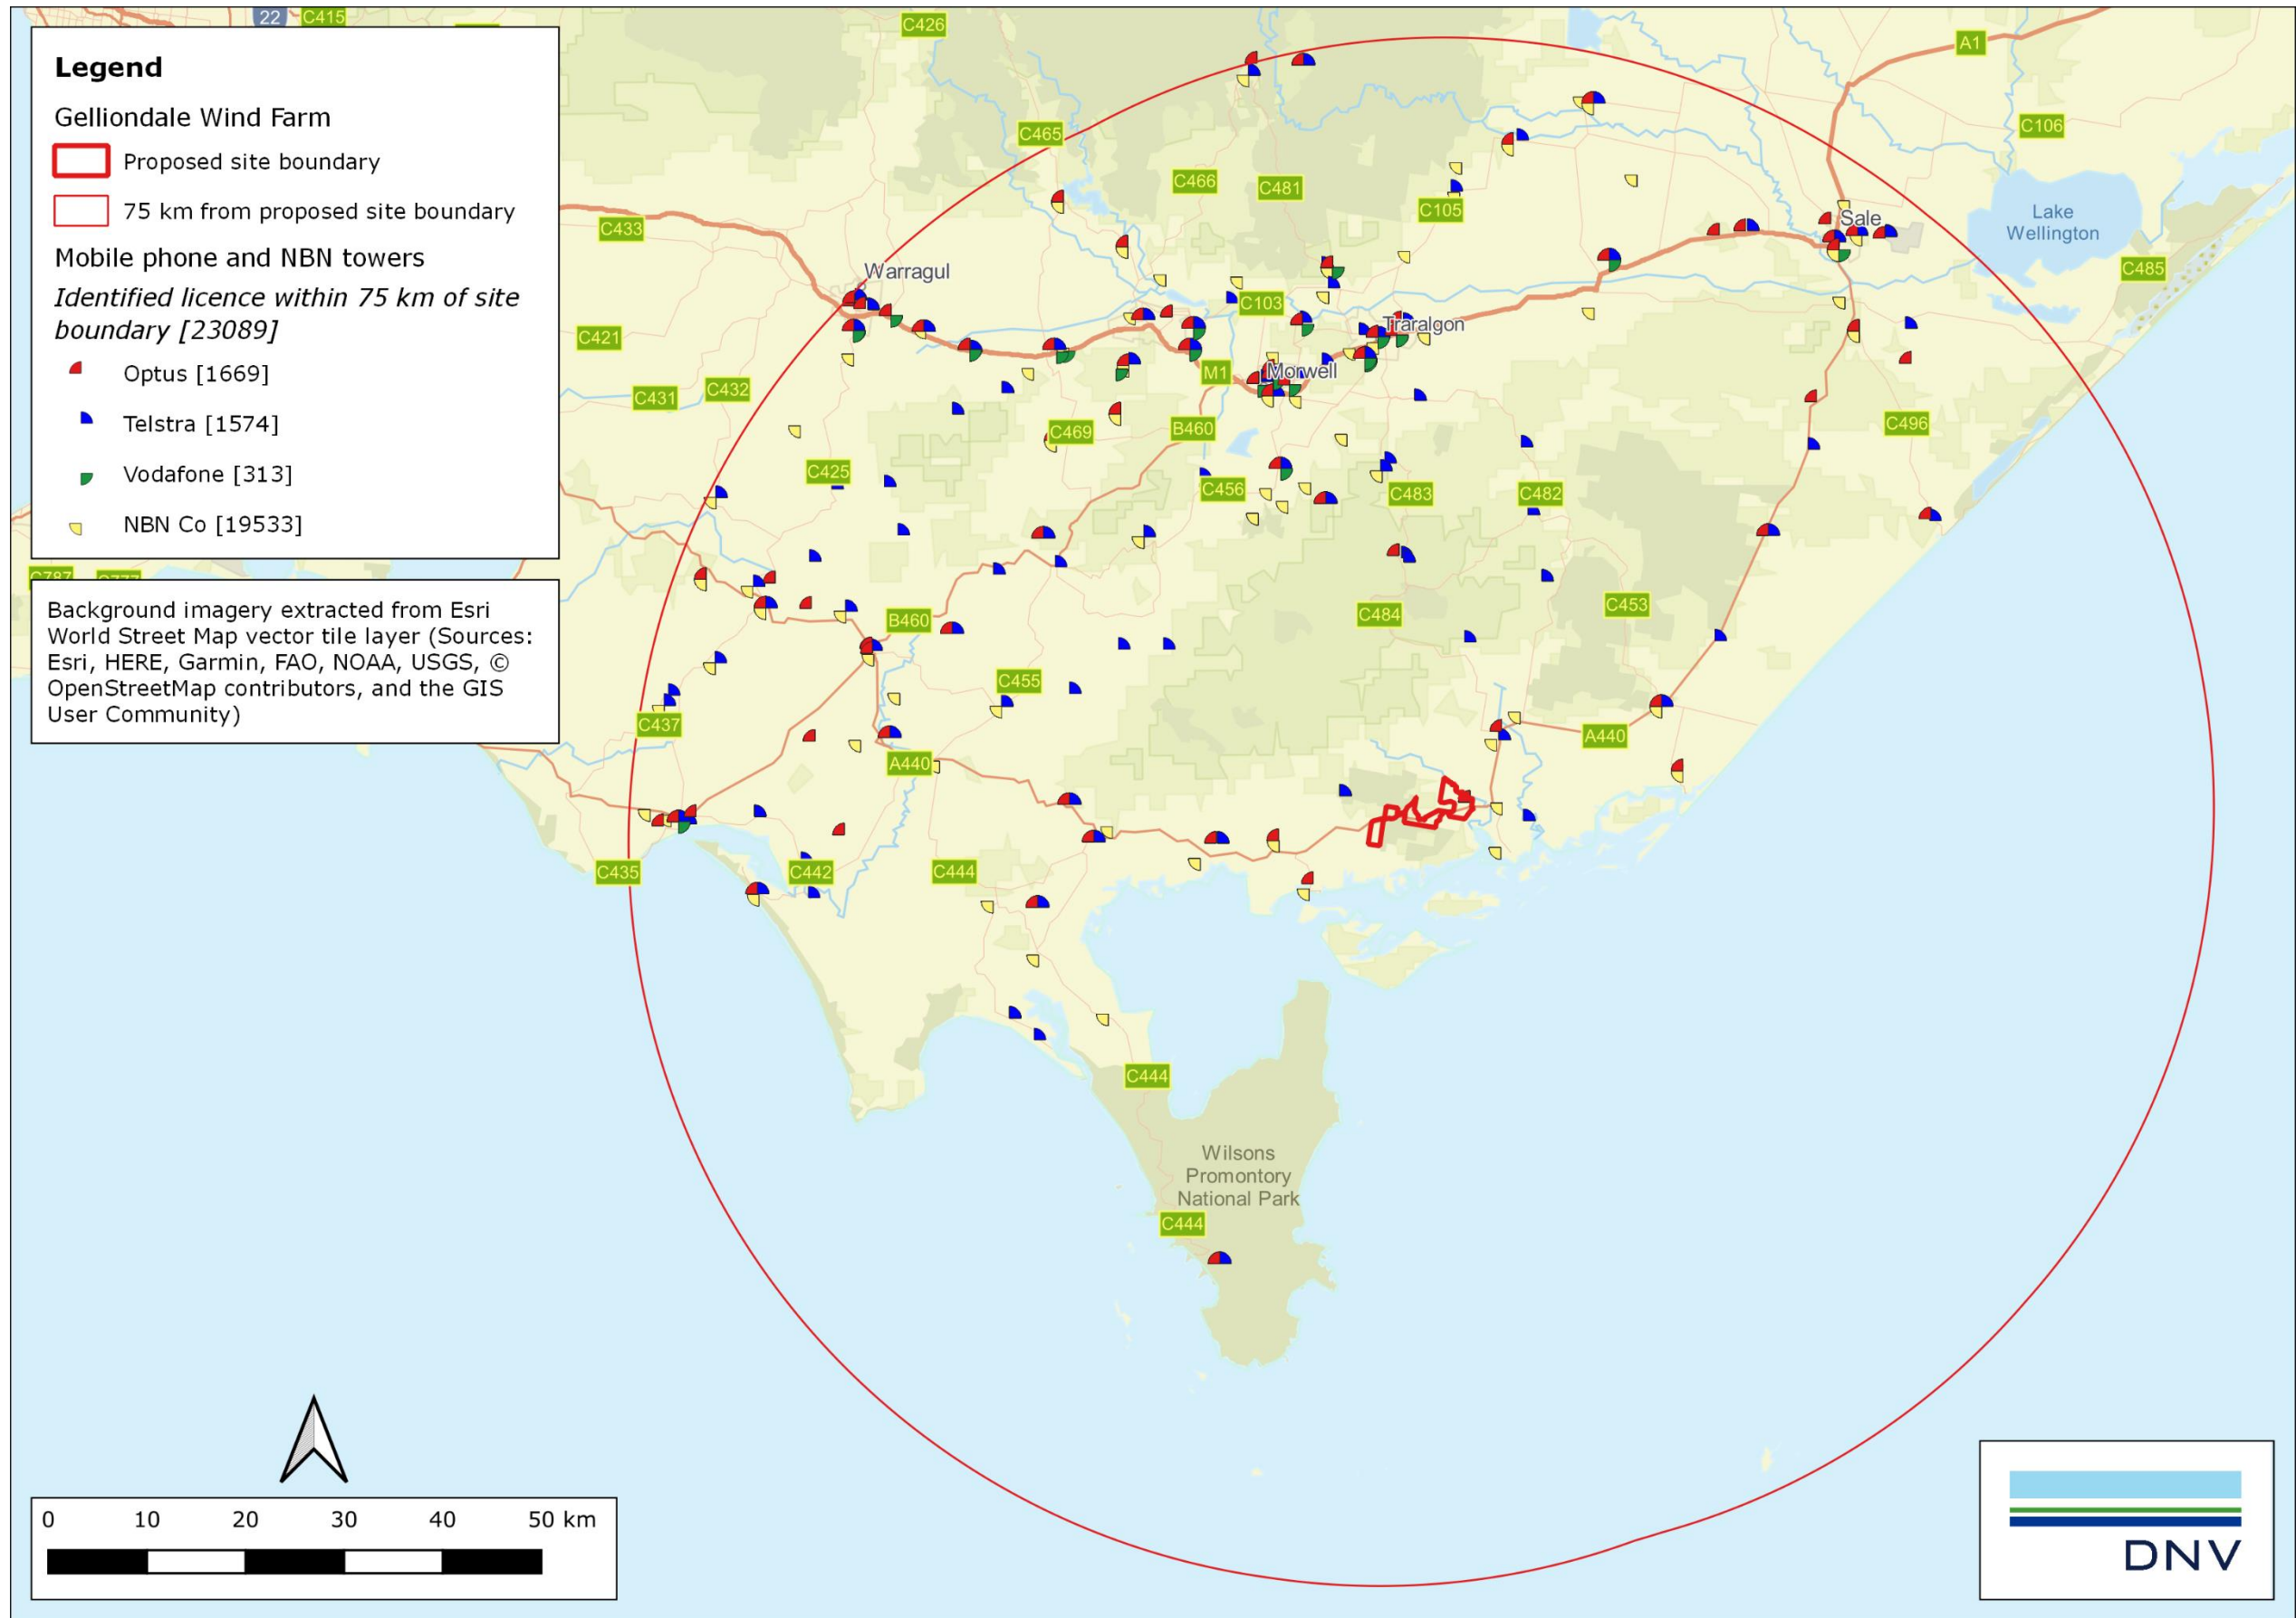 22
C415
C426
A1
Legend
Gelliondale Wind Farm
Proposed site boundary
75 km from proposed site boundary
Mobile phone and NBN towers
Identified licence within 75 km of site
boundary [23089]
Optus [1669]
Telstra [1574]
Vodafone [313]
NBN Co [19533]
C465
C106
C466
C481
C105
C433
Sale
Lake
Wellington
C485
Warragul
C103
Traralgon
C421
M1
Morwell
C431
C432
C469
B460
C496
C425
C456
C483
C482
C787
C777
Background imagery extracted from Esri
World Street Map vector tile layer (Sources:
Esri, HERE, Garmin, FAO, NOAA, USGS, ©
OpenStreetMap contributors, and the GIS
User Community)
B460
C484
C453
C455
C437
A440
A440
C435
C442
C444
C444
Wilsons
Promontory
National Park
C444
0 10 20 30 40 50 km
DNV